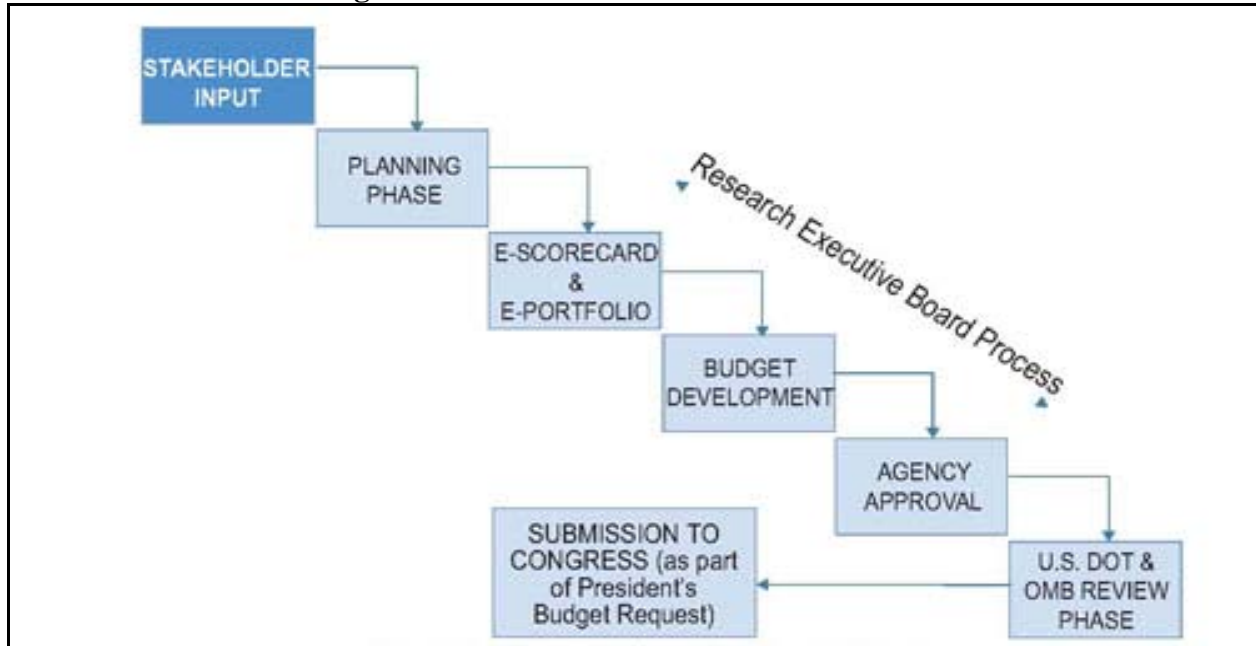 STAKEHOLDER
INPUT
PLANNING
PHASE
E-SCORECARD
&
E-PORTFOLIO
Research Executive Board Process
BUDGET
DEVELOPMENT
AGENCY
APPROVAL
U.S. DOT &
OMB REVIEW
PHASE
SUBMISSION TO
CONGRESS (as part
of President's
Budget Request)